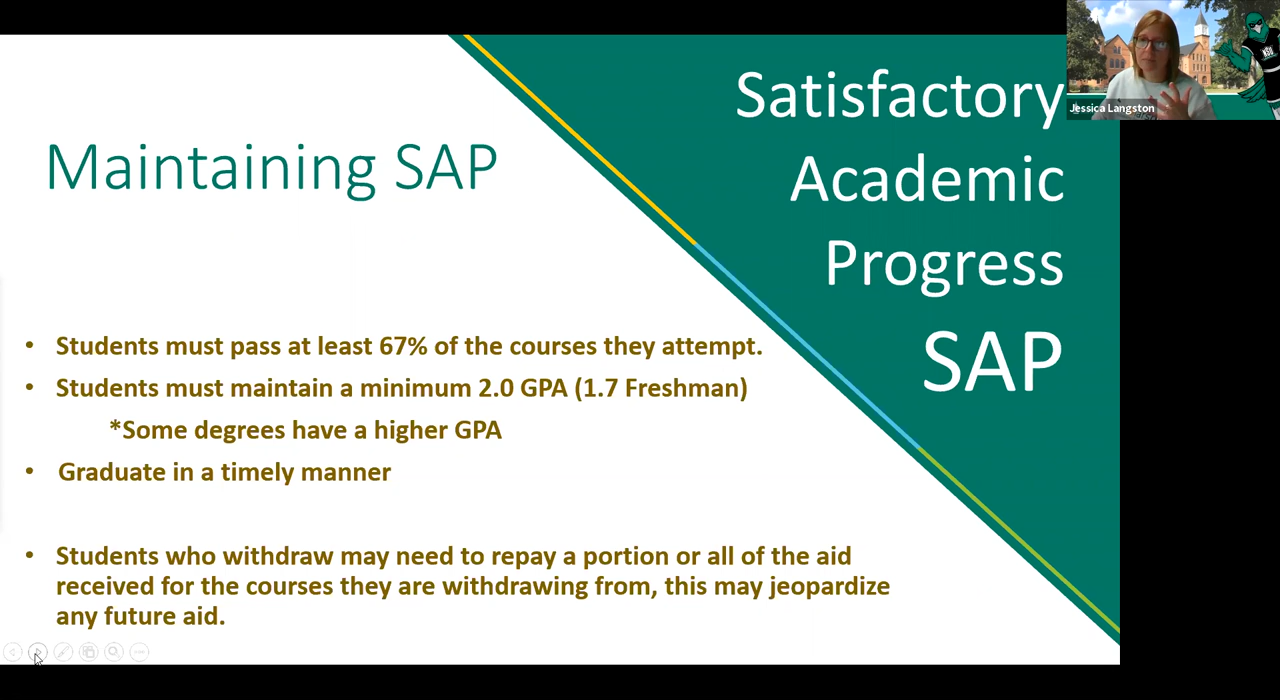 Satisfactory
Academic
Progress
SAP
Maintaining SAP
• Students must pass at least 67% of the courses they attempt.
• Students must maintain a minimum 2.0 GPA (1.7 Freshman)
*Some degrees have a higher GPA
• Graduate in a timely manner
• Students who withdraw may need to repay a portion or all of the aid
received for the courses they are withdrawing from, this may jeopardize
any future aid.
Jessica Langston
NSU